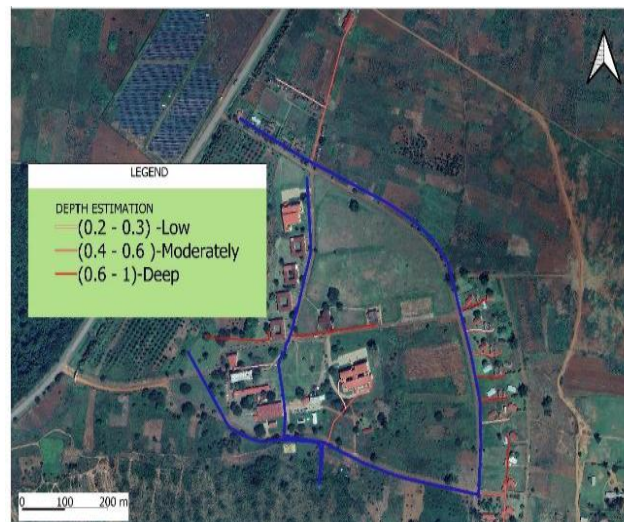 LEGEND
DEPTH ESTIMATION
(0.2 - 0.3) -Low
(0.4 - 0.6 )-Moderately
(0.6 - 1)-Deep
0 100 200 m